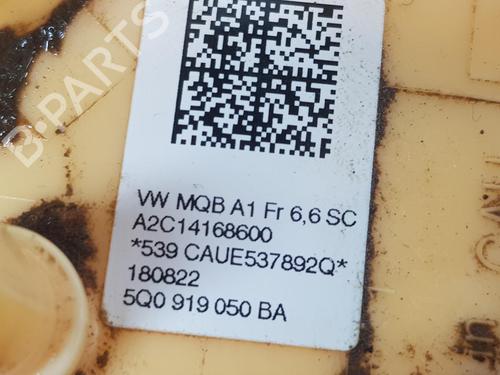 VW MQB A1 Fr 6,6 SC
A2C14168600
*539 CAUE537892Q*
180822
5Q0 919 050 BA
B-PARTS